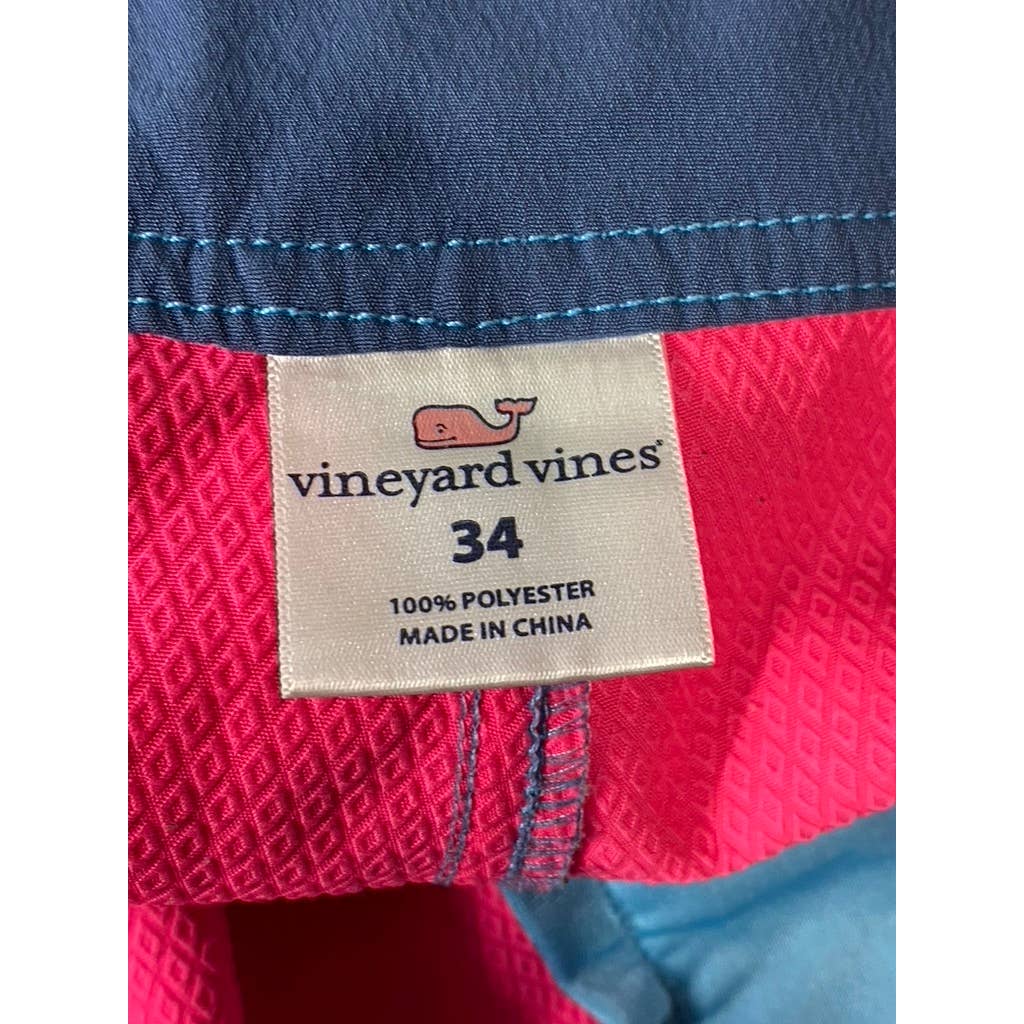 vineyard vines®
34
100% POLYESTER
MADE IN CHINA